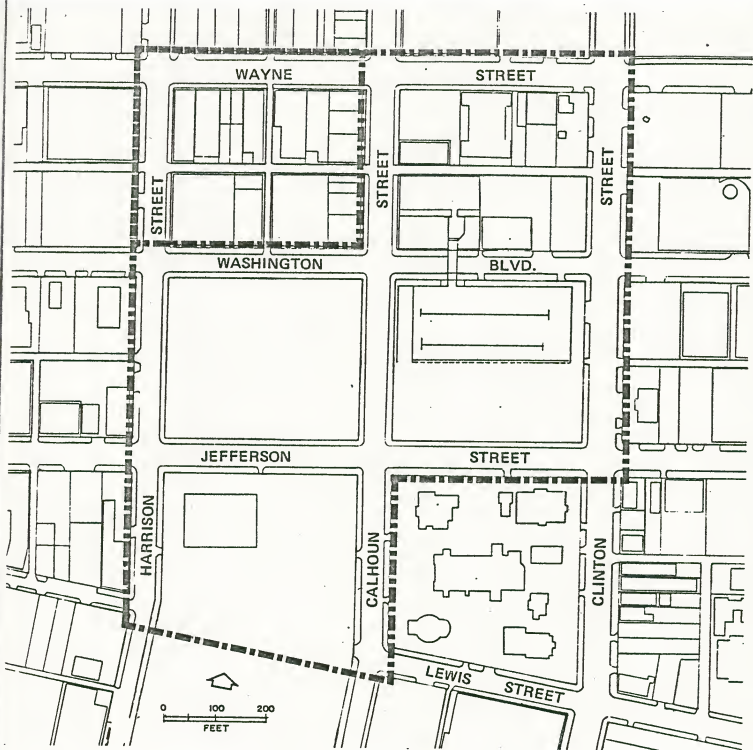 WAYNE STREET
STREET
STREET
STREET
WASHINGTON BLVD.
JEFFERSON STREET
HARRISON
CALHOUN
CLINTON
LEWIS STREET
0 100 200
FEET